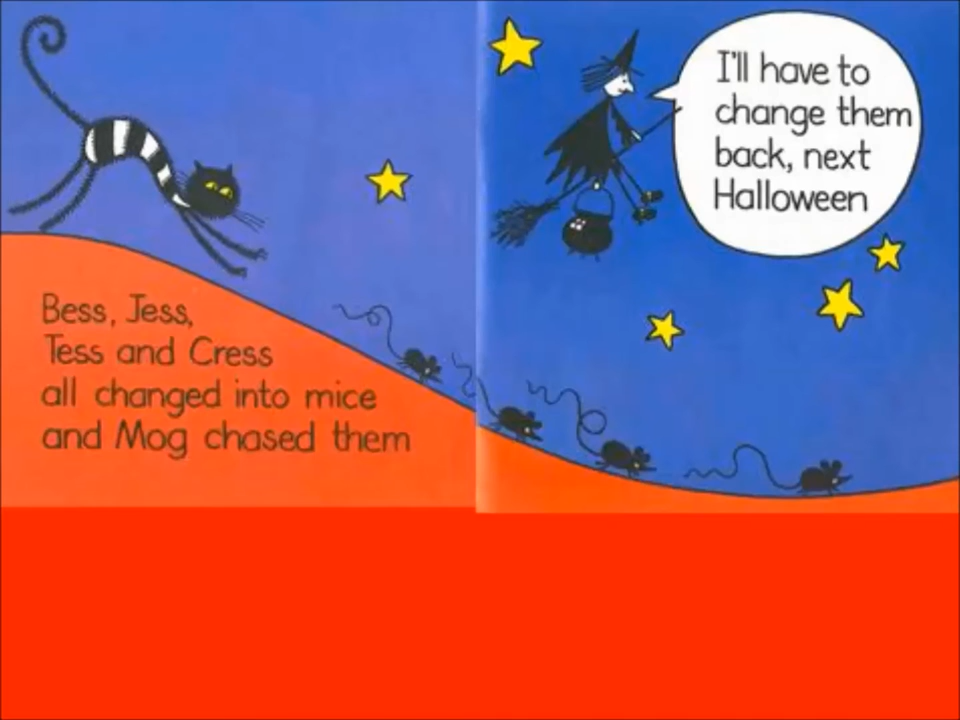 Bess, Jess,
Tess and Cress
all changed into mice
and Mog chased them
I'll have to
change them
back, next
Halloween